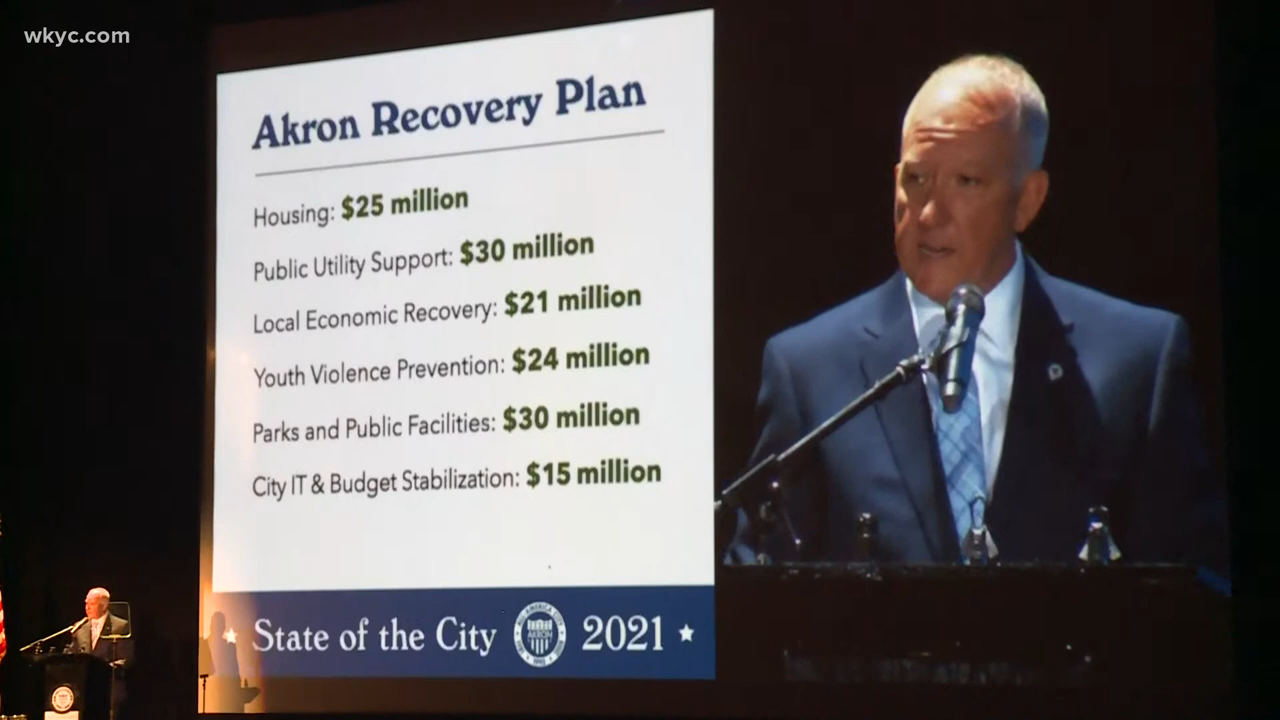 wkyc.com
Akron Recovery Plan
Housing: $25 million
Public Utility Support: $30 million
Local Economic Recovery: $21 million
Youth Violence Prevention: $24 million
Parks and Public Facilities: $30 million
City IT & Budget Stabilization: $15 million
State of the City 2021
AKRON